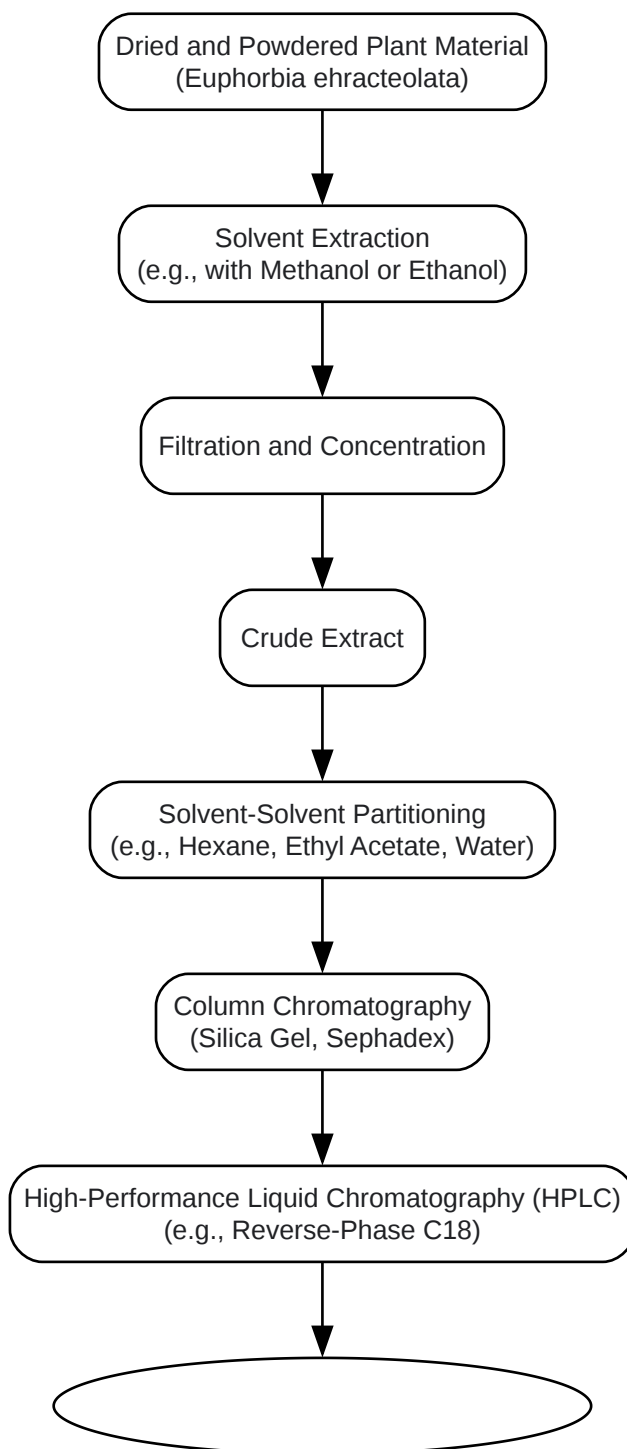 Dried and Powdered Plant Material
(Euphorbia ehracteolata)
Solvent Extraction
(e.g., with Methanol or Ethanol)
Filtration and Concentration
Crude Extract
Solvent-Solvent Partitioning
(e.g., Hexane, Ethyl Acetate, Water)
Column Chromatography
(Silica Gel, Sephadex)
High-Performance Liquid Chromatography (HPLC)
(e.g., Reverse-Phase C18)